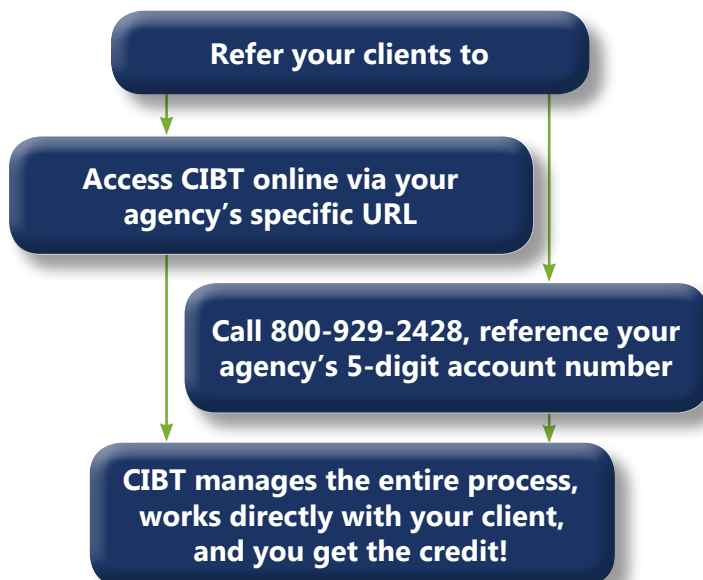 Refer your clients to
Access CIBT online via your
agency’s specific URL
Call 800-929-2428, reference your
agency’s 5-digit account number
CIBT manages the entire process,
works directly with your client,
and you get the credit!